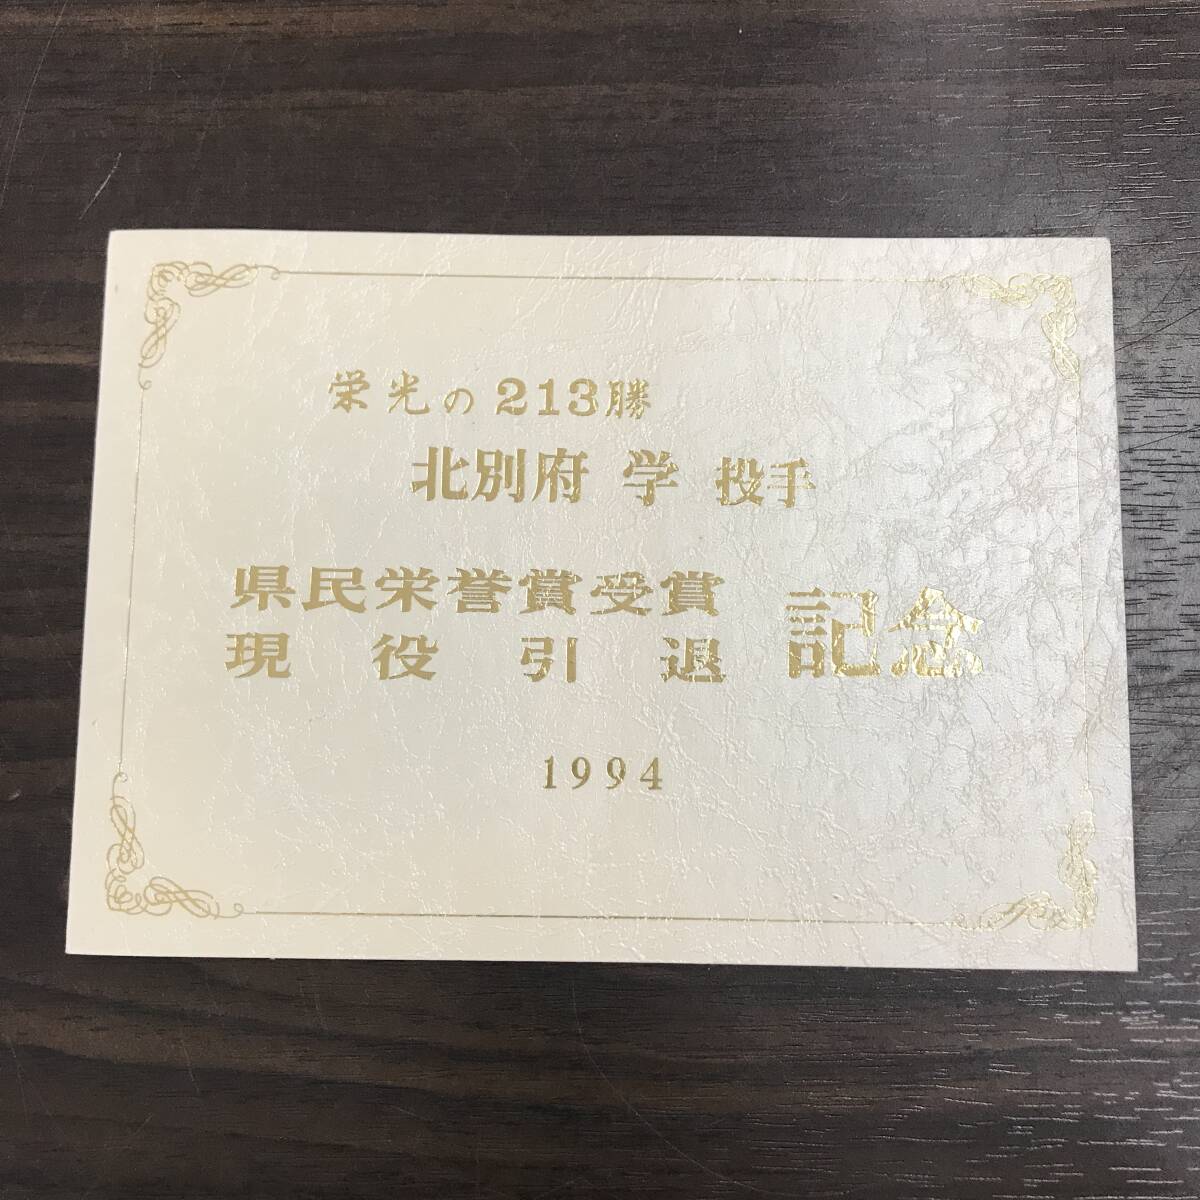 栄光の213勝
北別府 学 投手
県民栄誉賞受賞
現役引退 記念
1994